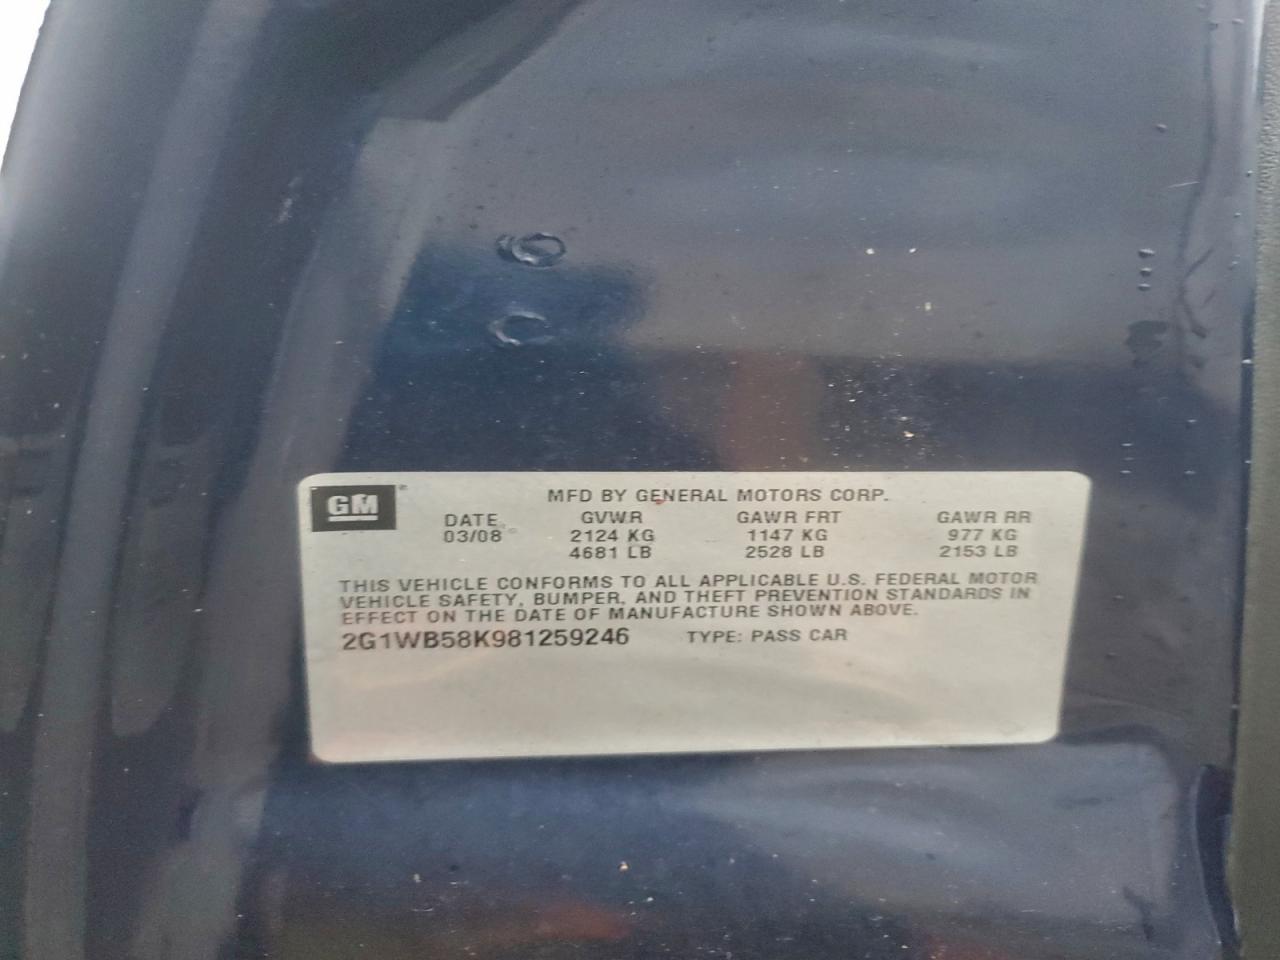 GM
MFD BY GENERAL MOTORS CORP.
DATE GVWR GAWR FRT GAWR RR
03/08 2124 KG 1147 KG 977 KG
4681 LB 2528 LB 2153 LB
THIS VEHICLE CONFORMS TO ALL APPLICABLE U.S. FEDERAL MOTOR
VEHICLE SAFETY, BUMPER, AND THEFT PREVENTION STANDARDS IN
EFFECT ON THE DATE OF MANUFACTURE SHOWN ABOVE.
2G1WB58K981259246 TYPE: PASS CAR